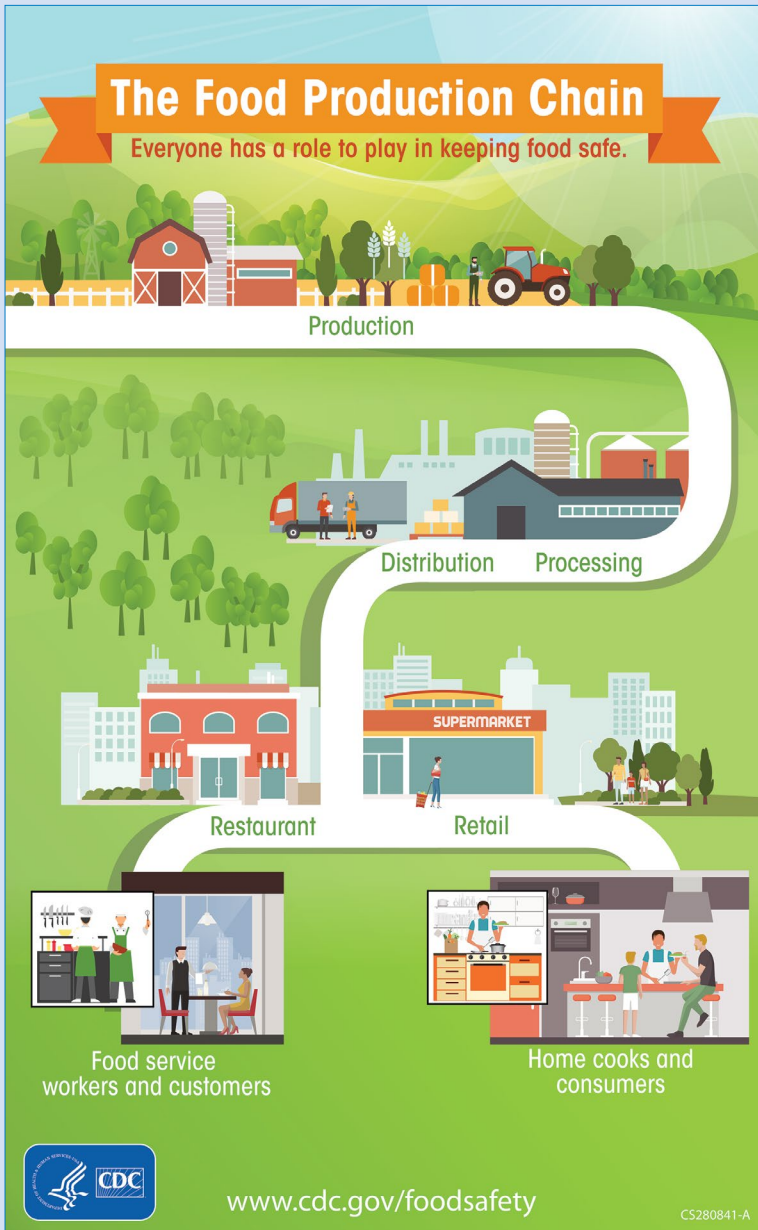 The Food Production Chain
Everyone has a role to play in keeping food safe.
Production
Distribution Processing
SUPERMARKET
Restaurant Retail
Food service
workers and customers
Home cooks and
consumers
CDC
www.cdc.gov/foodsafety
CS280841-A